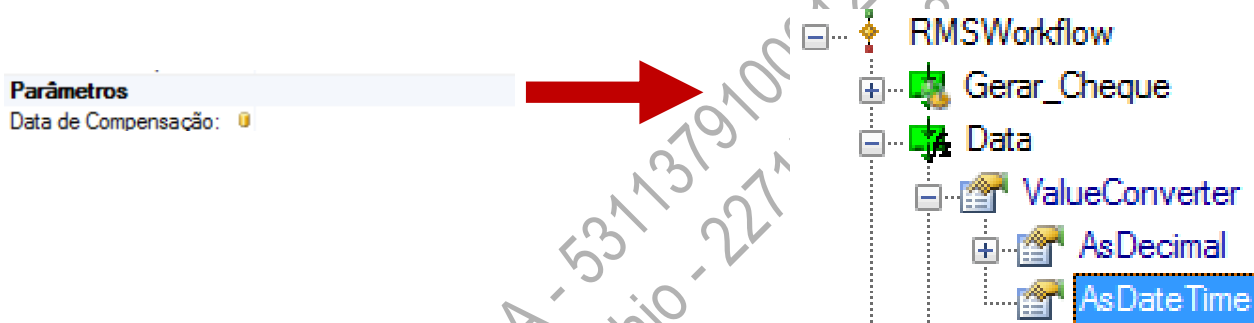 Parâmetros
Data de Compensação:
RMSWorkflow
Gerar_Cheque
Data
ValueConverter
AsDecimal
AsDateTime